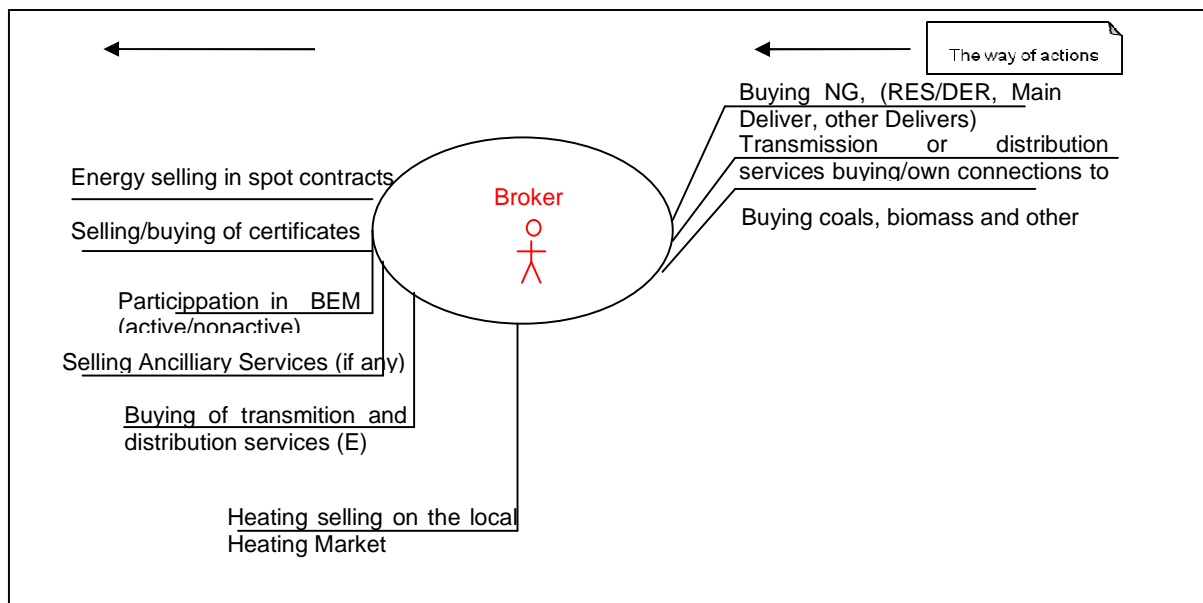 The way of actions
Buying NG, (RES/DER, Main
Deliver, other Delivers)
Transmission or distribution
services buying/own connections to
Buying coals, biomass and other
Broker
Energy selling in spot contracts
Selling/buying of certificates
Particippation in BEM
(active/nonactive)
Selling Ancilliary Services (if any)
Buying of transmition and
distribution services (E)
Heating selling on the local
Heating Market